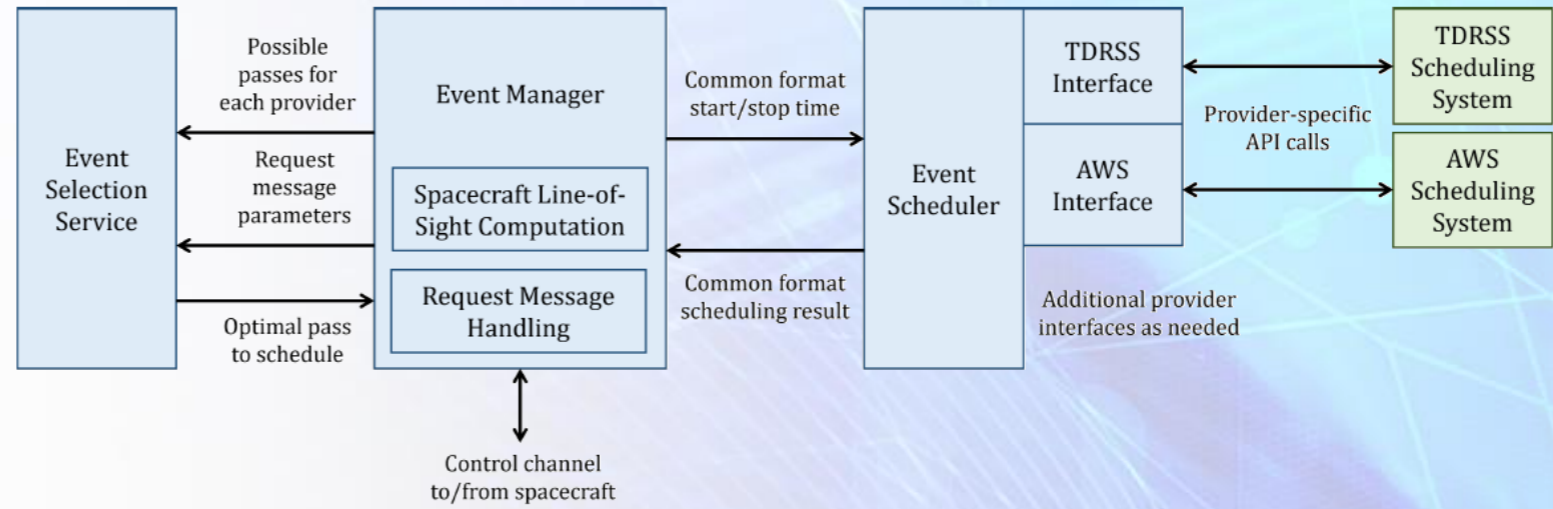 Event
Selection
Service
Possible
passes for
each provider
Request
message
parameters
Optimal pass
to schedule
Event Manager
Spacecraft Line-of-
Sight Computation
Request Message
Handling
Control channel
to/from spacecraft
Common format
start/stop time
Common format
scheduling result
Event
Scheduler
TDRSS
Interface
AWS
Interface
Additional provider
interfaces as needed
Provider-specific
API calls
TDRSS
Scheduling
System
AWS
Scheduling
System